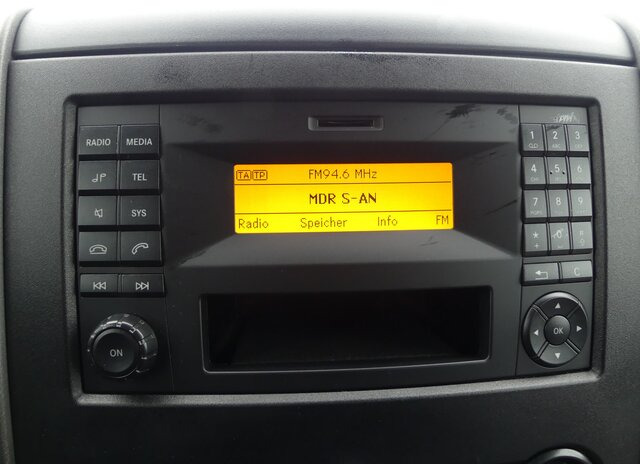 RADIO MEDIA
TEL
SYS
ON
TA TP FM94.6 MHz
MDR S-AN
Radio Speicher Info FM
1 2 ABC 3
4 5 6
7 8 9
* 0 #
C
OK